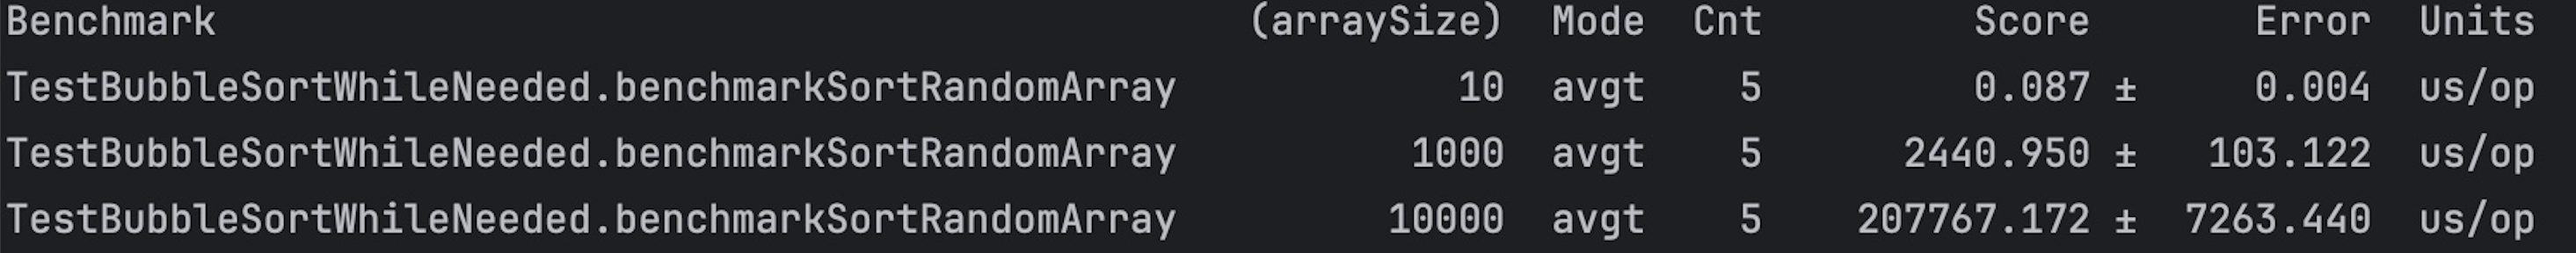 Benchmark (arraySize) Mode Cnt Score Error Units
TestBubbleSortWhileNeeded.benchmarkSortRandomArray 10 avgt 5 0.087 ± 0.004 us/op
TestBubbleSortWhileNeeded.benchmarkSortRandomArray 1000 avgt 5 2440.950 ± 103.122 us/op
TestBubbleSortWhileNeeded.benchmarkSortRandomArray 10000 avgt 5 207767.172 ± 7263.440 us/op